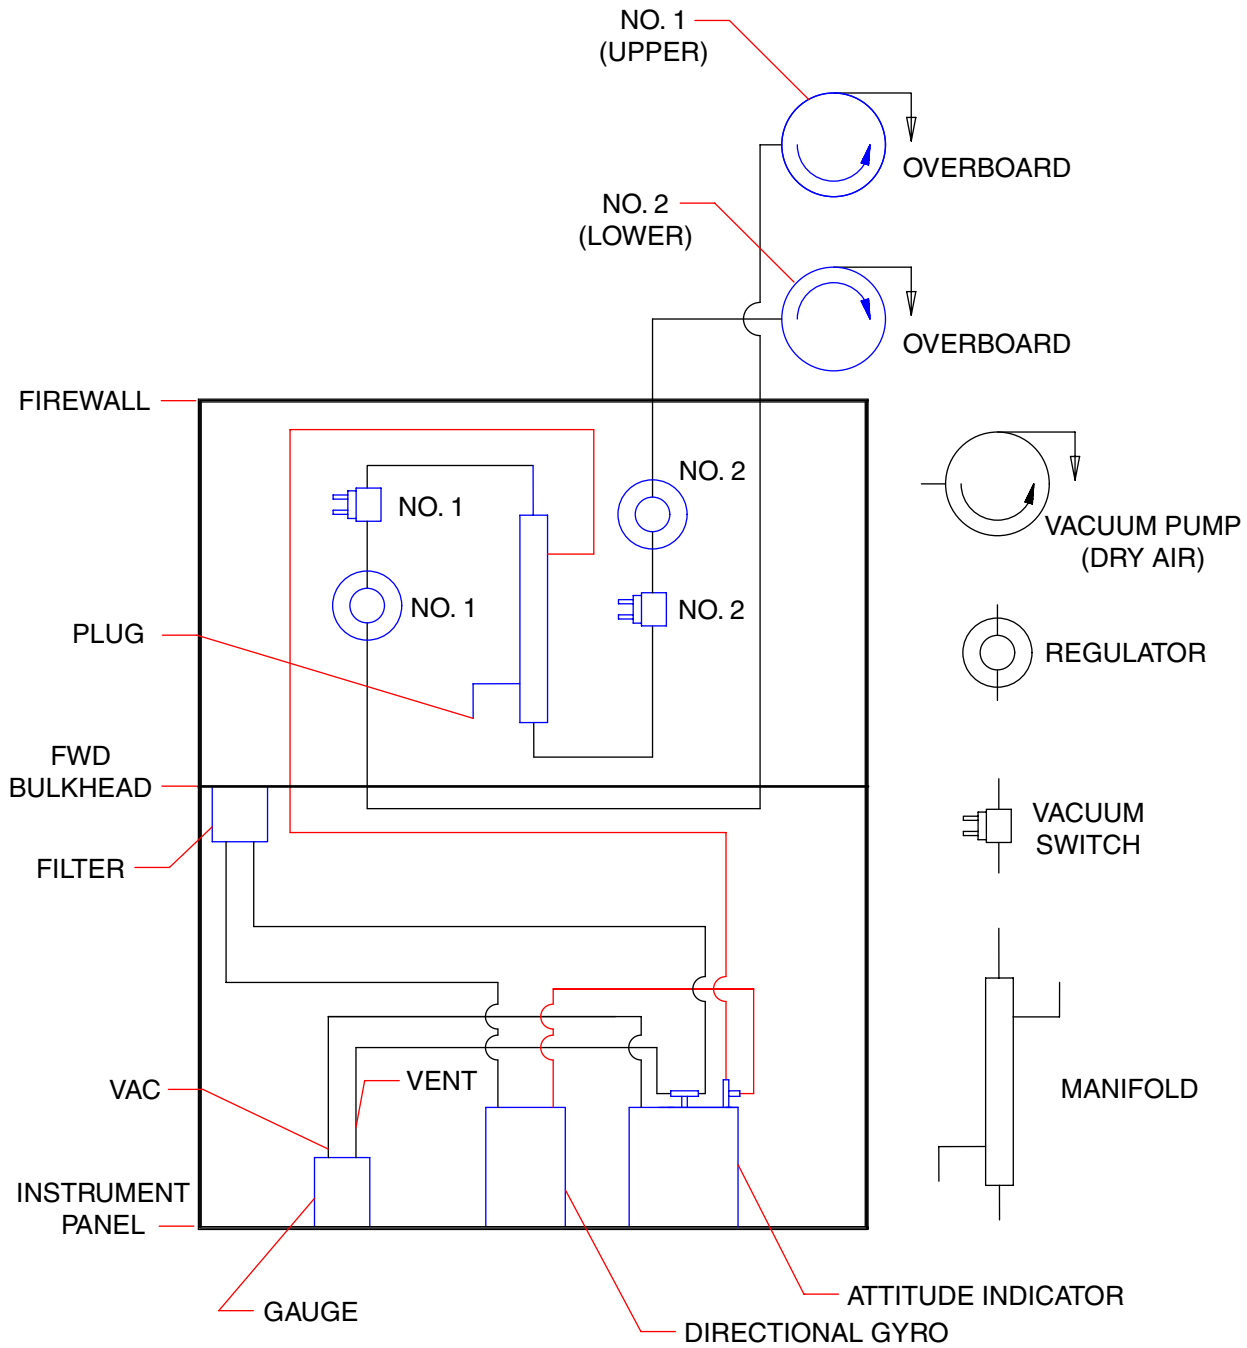 NO. 1
(UPPER)
OVERBOARD
NO. 2
(LOWER)
OVERBOARD
FIREWALL
NO. 1
NO. 2
NO. 1
NO. 2
PLUG
FWD
BULKHEAD
FILTER
VAC
VENT
INSTRUMENT
PANEL
GAUGE
DIRECTIONAL GYRO
ATTITUDE INDICATOR
VACUUM PUMP
(DRY AIR)
REGULATOR
VACUUM
SWITCH
MANIFOLD